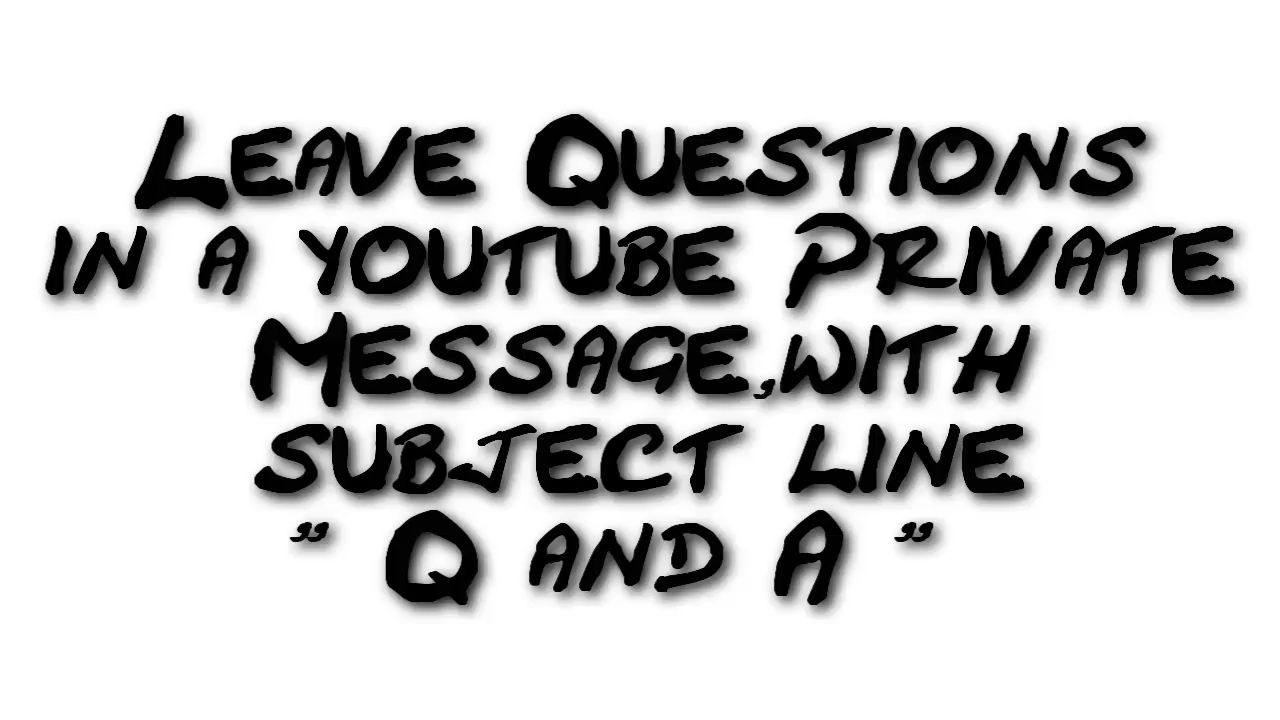 Leave Questions
in a youtube Private
Message,with
subject line
" Q and A "